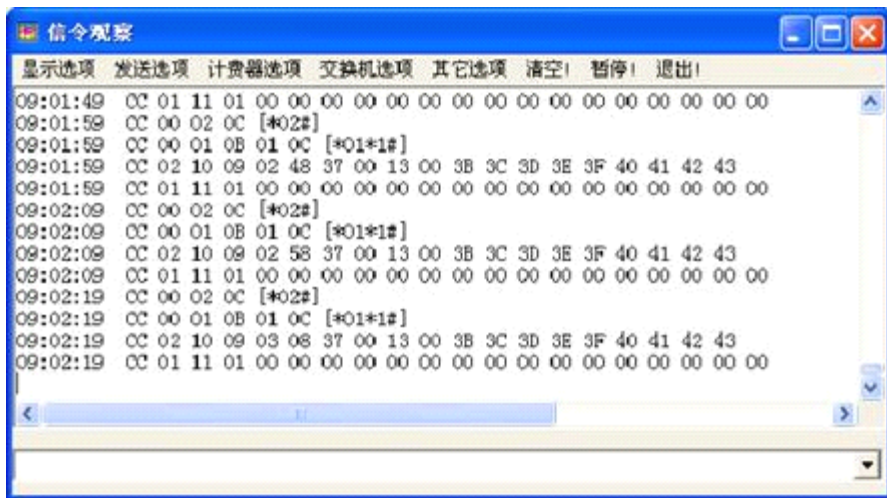 信令观察
显示选项 发送选项 计费器选项 交换机选项 其它选项 清空! 暂停! 退出!
09:01:49 CC 01 11 01 00 00 00 00 00 00 00 00 00 00 00 00 00 00 00 00
09:01:59 CC 00 02 0C [*02#]
09:01:59 CC 00 01 0B 01 0C [*01*1#]
09:01:59 CC 02 10 09 02 48 37 00 13 00 3B 3C 3D 3E 3F 40 41 42 43
09:01:59 CC 01 11 01 00 00 00 00 00 00 00 00 00 00 00 00 00 00 00 00
09:02:09 CC 00 02 0C [*02#]
09:02:09 CC 00 01 0B 01 0C [*01*1#]
09:02:09 CC 02 10 09 02 58 37 00 13 00 3B 3C 3D 3E 3F 40 41 42 43
09:02:09 CC 01 11 01 00 00 00 00 00 00 00 00 00 00 00 00 00 00 00 00
09:02:19 CC 00 02 0C [*02#]
09:02:19 CC 00 01 0B 01 0C [*01*1#]
09:02:19 CC 02 10 09 03 08 37 00 13 00 3B 3C 3D 3E 3F 40 41 42 43
09:02:19 CC 01 11 01 00 00 00 00 00 00 00 00 00 00 00 00 00 00 00 00